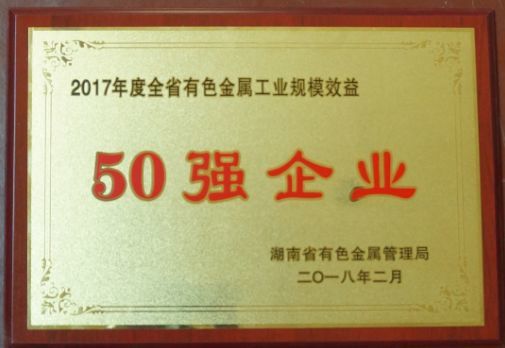 2017年度全省有色金属工业规模效益
50强企业
湖南省有色金属管理局
二〇一八年二月